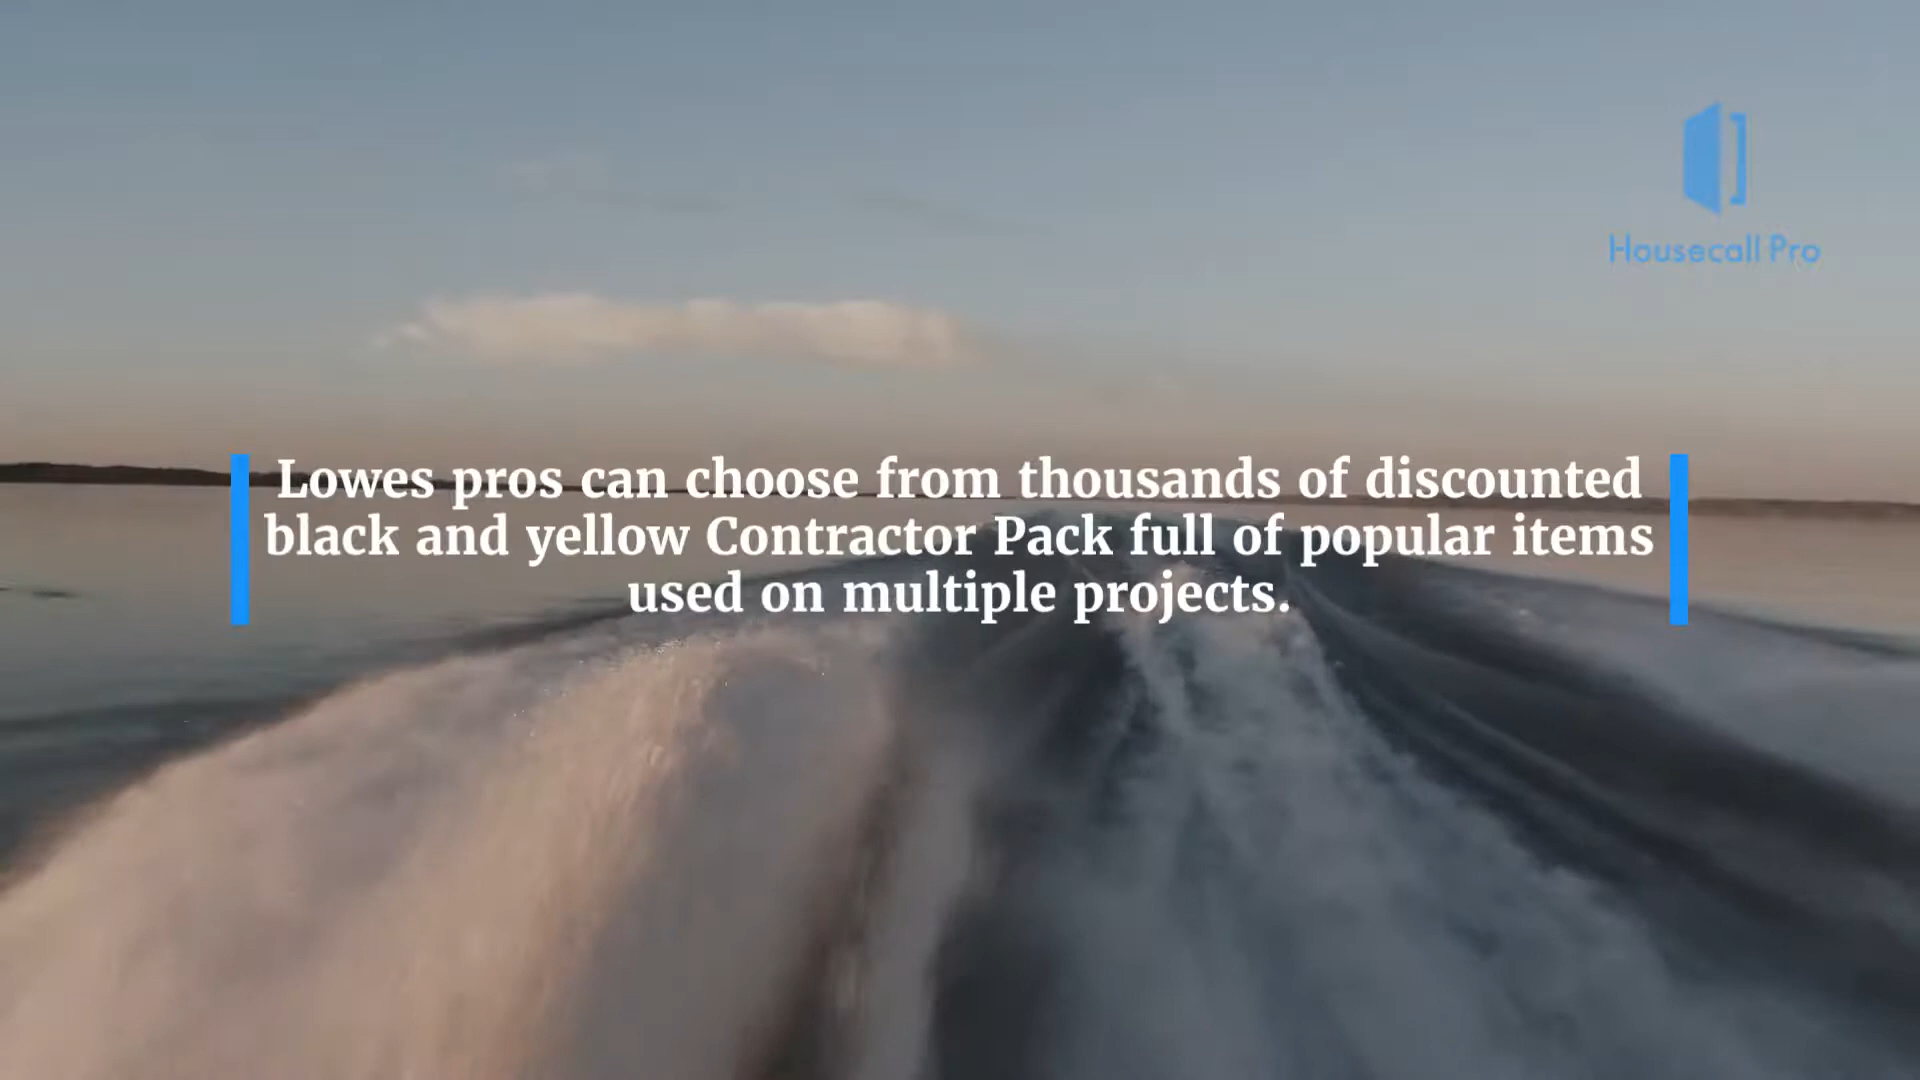 Housecall Pro
Lowes pros can choose from thousands of discounted
black and yellow Contractor Pack full of popular items
used on multiple projects.